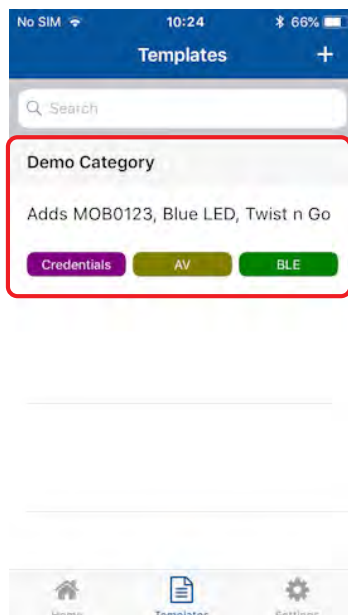 No SIM 10:24 66%
Templates +
Search
Demo Category
Adds MOB0123, Blue LED, Twist n Go
Credentials AV BLE
Home Templates Settings